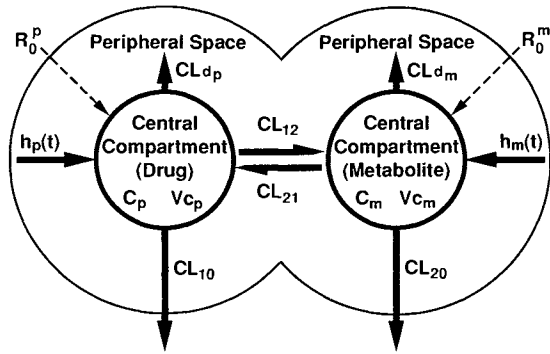 R₀ᵖ
R₀ᵐ
Peripheral Space
Peripheral Space
CLdₚ
CLdₘ
Central
Compartment
(Drug)
Cₚ Vcₚ
CL₁₂
CL₂₁
Central
Compartment
(Metabolite)
Cₘ Vcₘ
hₚ(t)
hₘ(t)
CL₁₀
CL₂₀